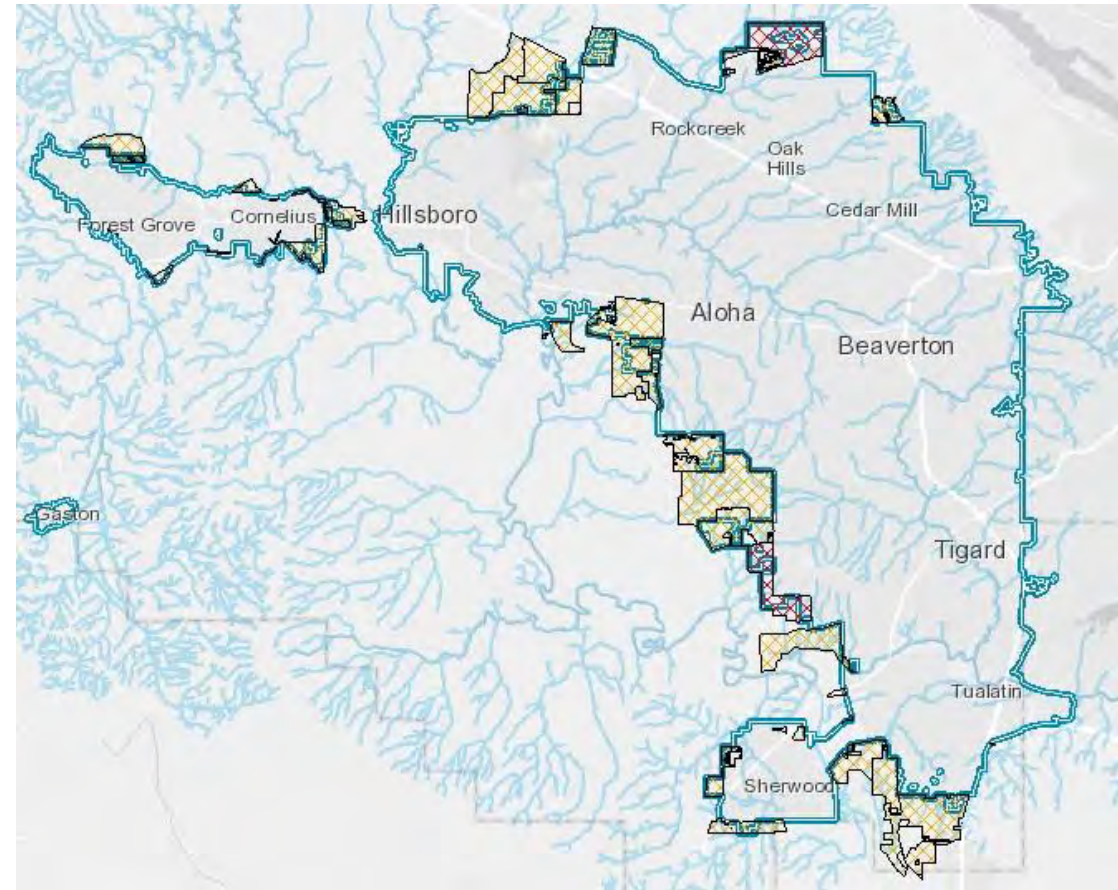 Rockcreek
Oak
Hills
Forest Grove
Cornelius
Hillsboro
Cedar Mill
Aloha
Beaverton
Gaston
Tigard
Tualatin
Sherwood